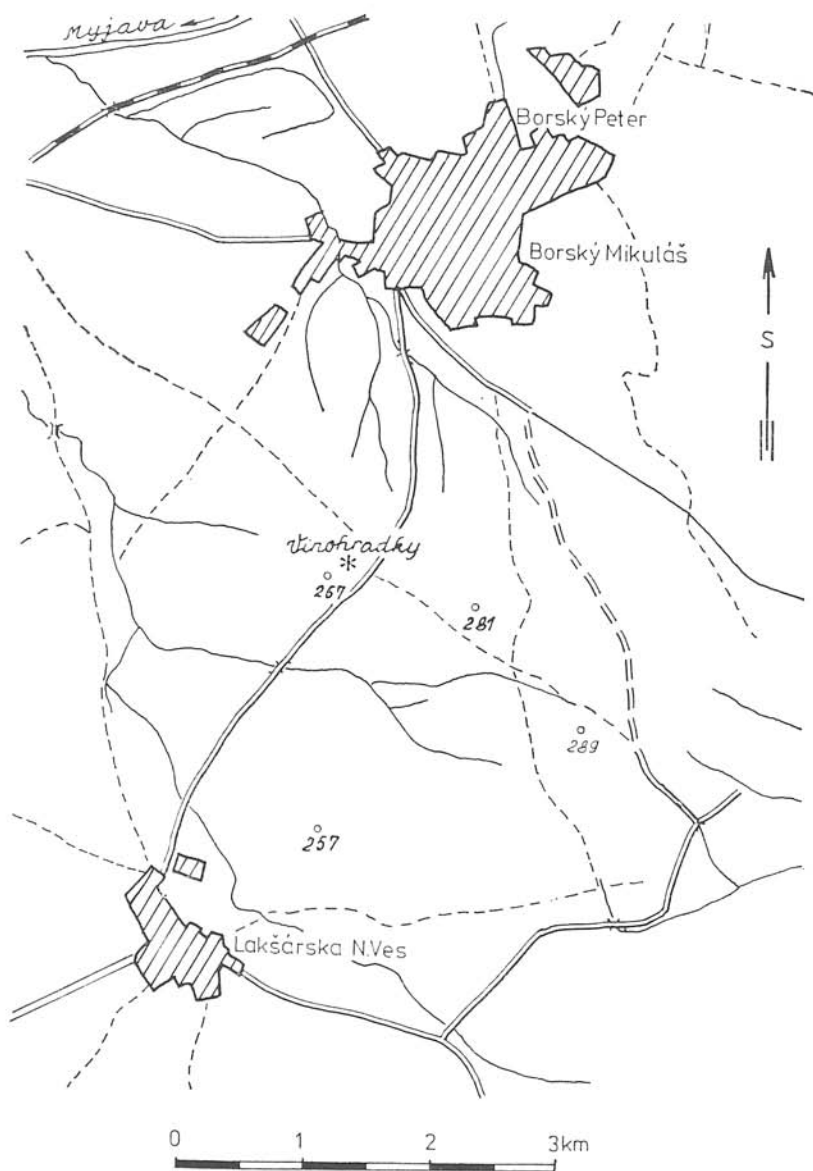 Myjava
Borský Peter
Borský Mikuláš
S
Vinohradky
267
281
289
257
Lakšárska N.Ves
0 1 2 3km